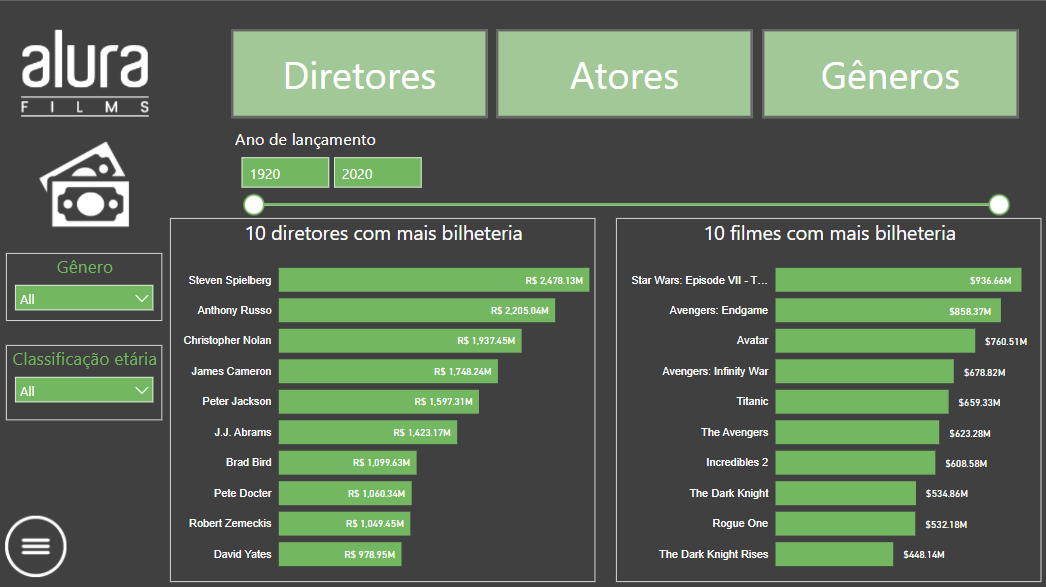 alura
FILMS
Diretores
Atores
Gêneros
Ano de lançamento
1920
2020
Gênero
All
Classificação etária
All
10 diretores com mais bilheteria
Steven Spielberg R$ 2,478.13M
Anthony Russo R$ 2,205.04M
Christopher Nolan R$ 1,937.45M
James Cameron R$ 1,748.24M
Peter Jackson R$ 1,597.31M
J.J. Abrams R$ 1,423.17M
Brad Bird R$ 1,099.63M
Pete Docter R$ 1,060.34M
Robert Zemeckis R$ 1,049.45M
David Yates R$ 978.95M
10 filmes com mais bilheteria
Star Wars: Episode VII - T... $936.66M
Avengers: Endgame $858.37M
Avatar $760.51M
Avengers: Infinity War $678.82M
Titanic $659.33M
The Avengers $623.28M
Incredibles 2 $608.58M
The Dark Knight $534.86M
Rogue One $532.18M
The Dark Knight Rises $448.14M